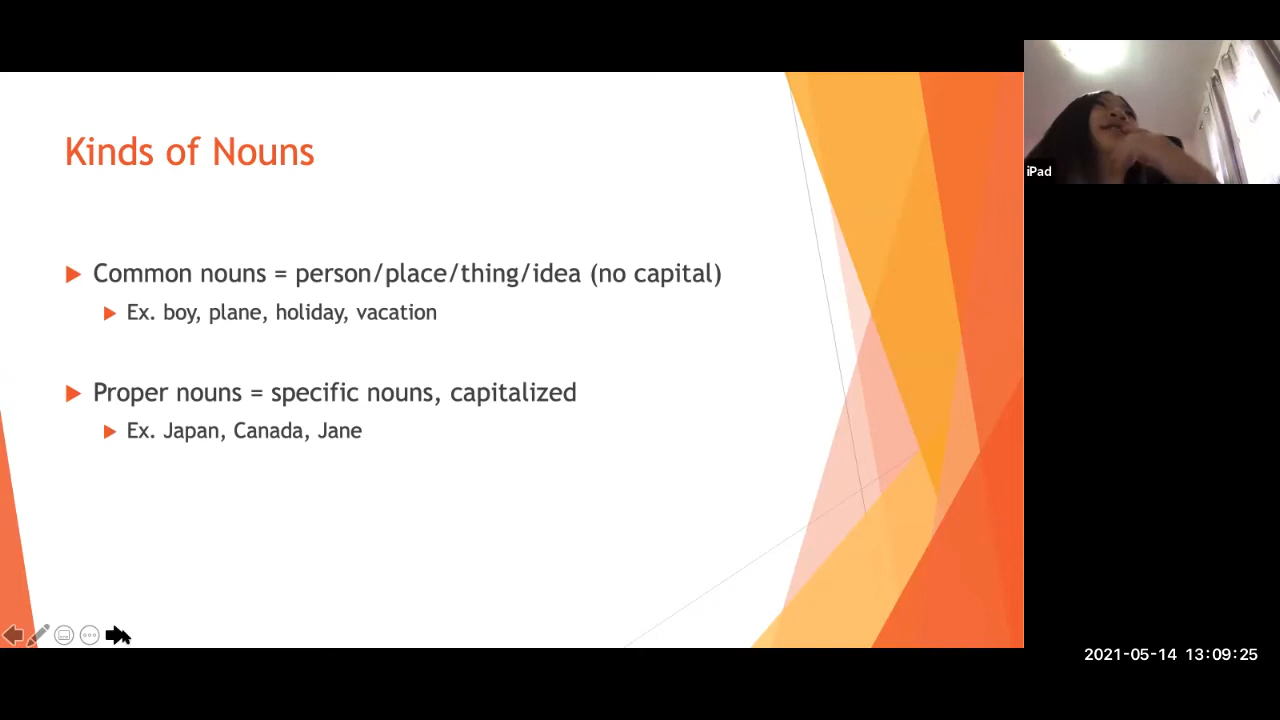 Kinds of Nouns
Common nouns = person/place/thing/idea (no capital)
Ex. boy, plane, holiday, vacation
Proper nouns = specific nouns, capitalized
Ex. Japan, Canada, Jane
iPad
2021-05-14 13:09:25